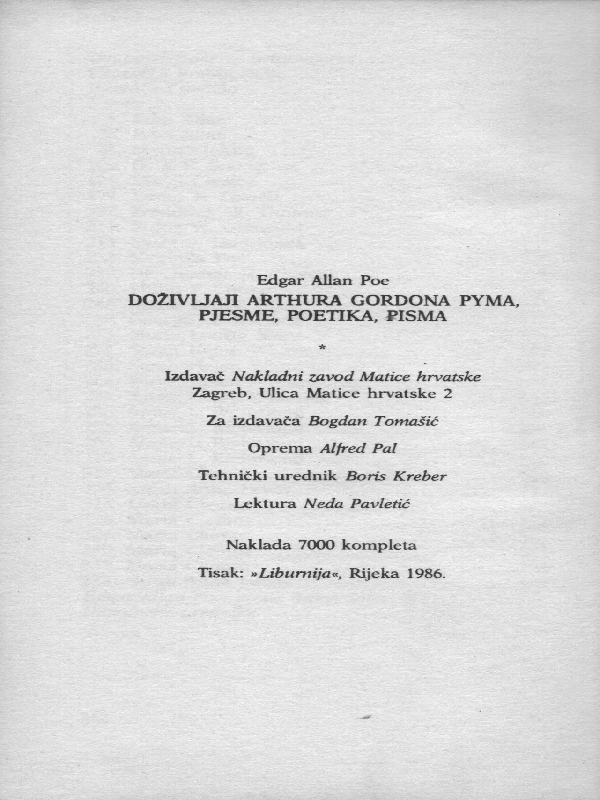 Edgar Allan Poe
DOŽIVLJAJI ARTHURA GORDONA PYMA,
PJESME, POETIKA, PISMA
*
Izdavač Nakladni zavod Matice hrvatske
Zagreb, Ulica Matice hrvatske 2
Za izdavača Bogdan Tomašić
Oprema Alfred Pal
Tehnički urednik Boris Kreber
Lektura Neda Pavletić
Naklada 7000 kompleta
Tisak: »Liburnija«, Rijeka 1986.